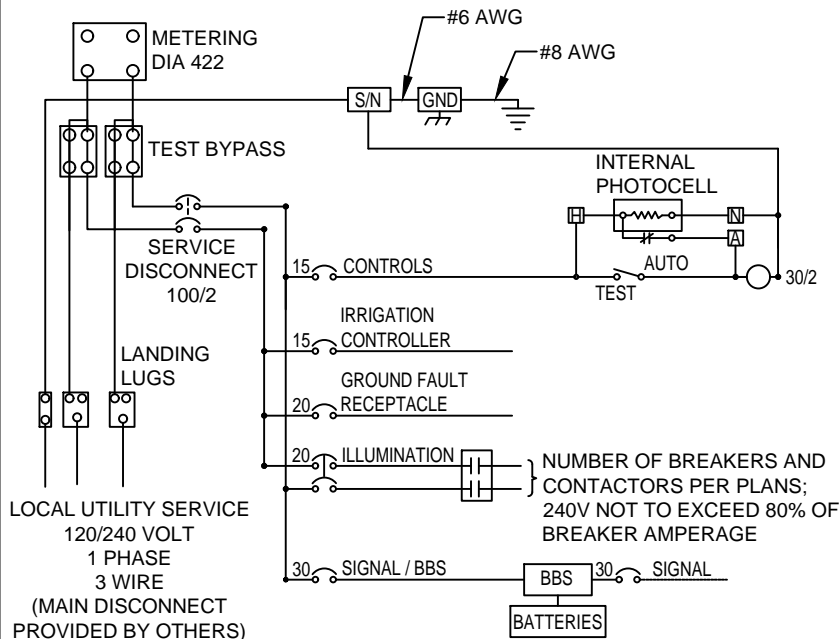 #6 AWG
METERING
DIA 422
#8 AWG
S/N
GND
TEST BYPASS
INTERNAL
PHOTOCELL
H
N
A
SERVICE
DISCONNECT
100/2
15 CONTROLS
AUTO
TEST
30/2
IRRIGATION
15 CONTROLLER
LANDING
LUGS
GROUND FAULT
20 RECEPTACLE
20 ILLUMINATION
NUMBER OF BREAKERS AND
CONTACTORS PER PLANS;
240V NOT TO EXCEED 80% OF
BREAKER AMPERAGE
LOCAL UTILITY SERVICE
120/240 VOLT
1 PHASE
3 WIRE
(MAIN DISCONNECT
PROVIDED BY OTHERS)
30 SIGNAL / BBS
BBS
30 SIGNAL
BATTERIES